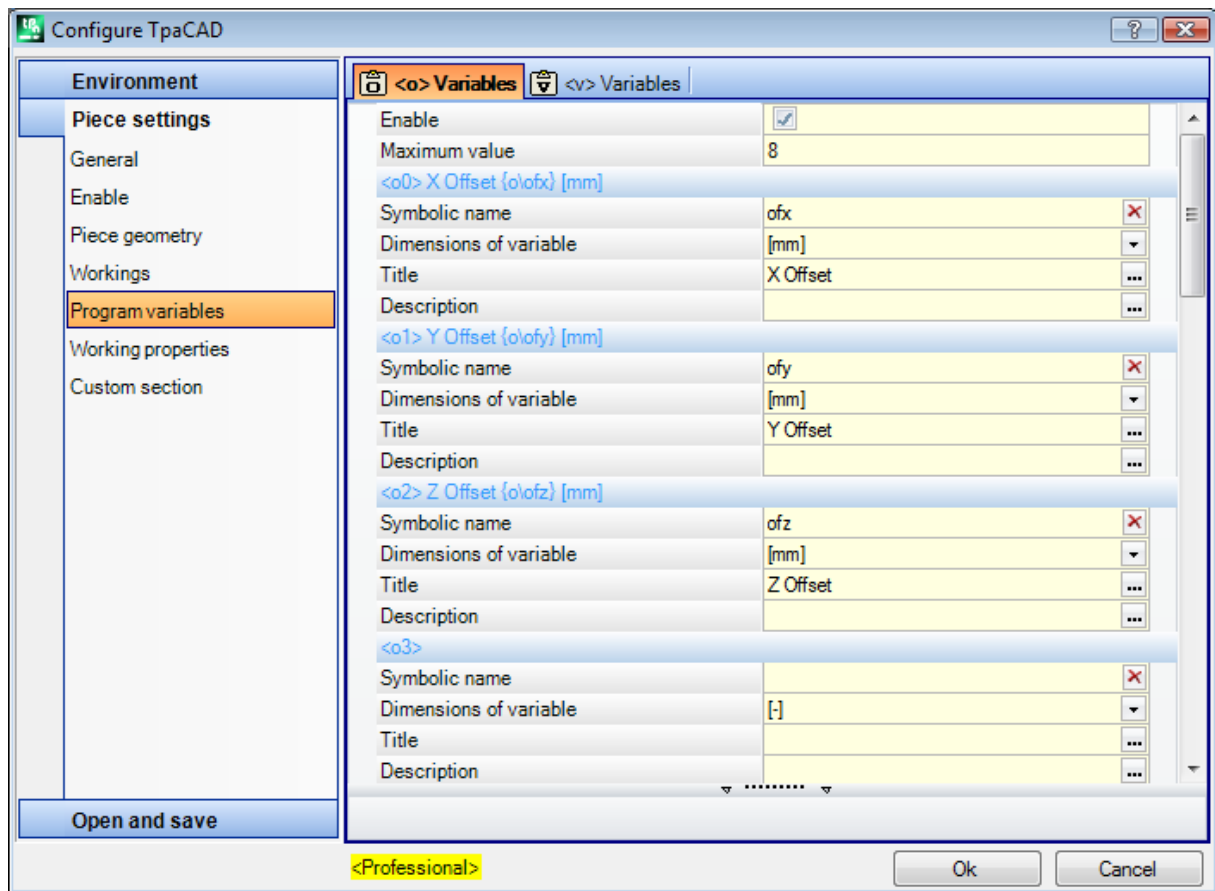 Configure TpaCAD
Environment
Piece settings
General
Enable
Piece geometry
Workings
Program variables
Working properties
Custom section
Open and save
<o> Variables <v> Variables
Enable
Maximum value 8
<o0> X Offset {o\ofx} [mm]
Symbolic name ofx
Dimensions of variable [mm]
Title X Offset
Description
<o1> Y Offset {o\ofy} [mm]
Symbolic name ofy
Dimensions of variable [mm]
Title Y Offset
Description
<o2> Z Offset {o\ofz} [mm]
Symbolic name ofz
Dimensions of variable [mm]
Title Z Offset
Description
<o3>
Symbolic name
Dimensions of variable [-]
Title
Description
<Professional>
Ok Cancel